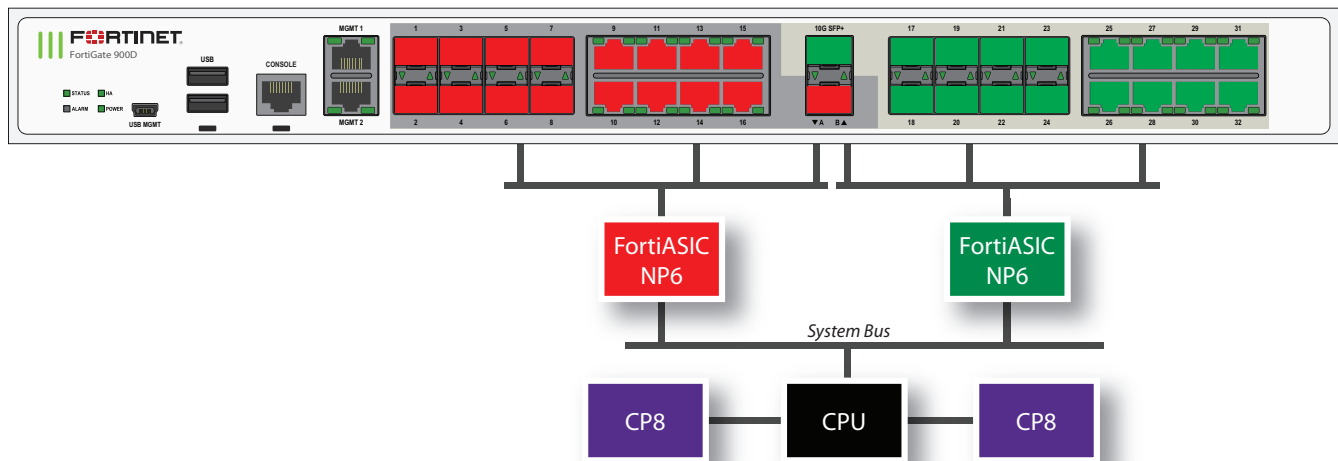 FORTINET
FortiGate 900D
STATUS HA
ALARM POWER
USB MGMT
USB
CONSOLE
MGMT 1
MGMT 2
1 3 5 7
2 4 6 8
9 11 13 15
10 12 14 16
10G SFP+
▼A B▲
17 19 21 23
18 20 22 24
25 27 29 31
26 28 30 32
FortiASIC
NP6
FortiASIC
NP6
System Bus
CP8
CPU
CP8